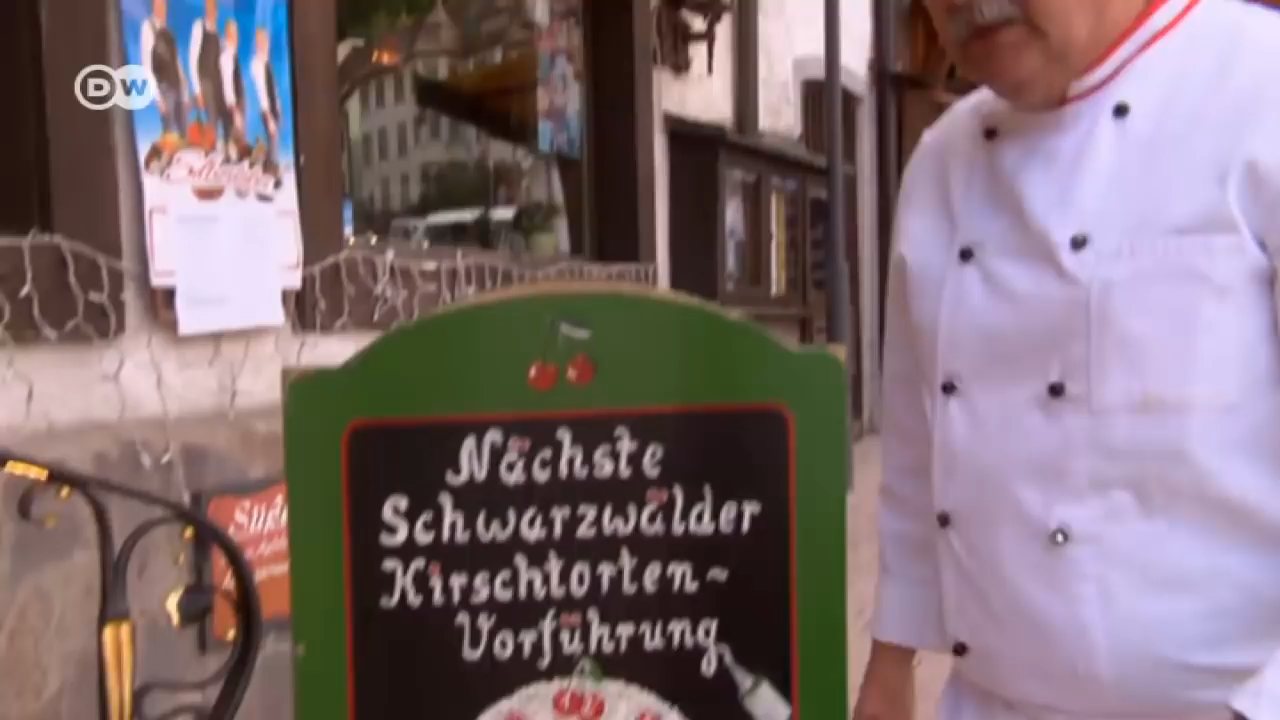 DW
Nächste
Schwarzwälder
Kirschtorten-
Vorführung